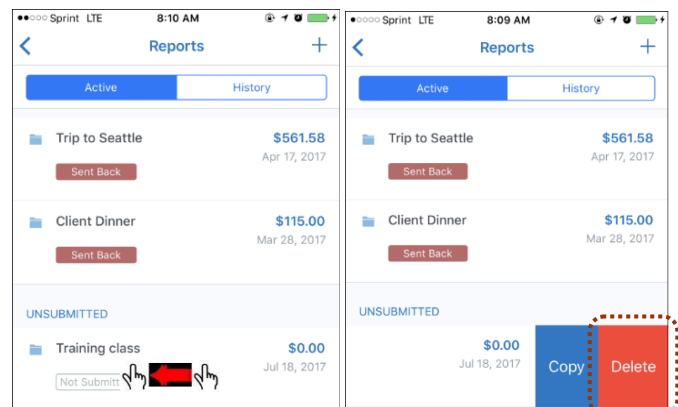 Sprint LTE 8:10 AM
Reports +
Active History
Trip to Seattle $561.58
Apr 17, 2017
Sent Back
Client Dinner $115.00
Mar 28, 2017
Sent Back
UNSUBMITTED
Training class $0.00
Jul 18, 2017
Not Submitt
Sprint LTE 8:09 AM
Reports +
Active History
Trip to Seattle $561.58
Apr 17, 2017
Sent Back
Client Dinner $115.00
Mar 28, 2017
Sent Back
UNSUBMITTED
$0.00
Jul 18, 2017
Copy Delete